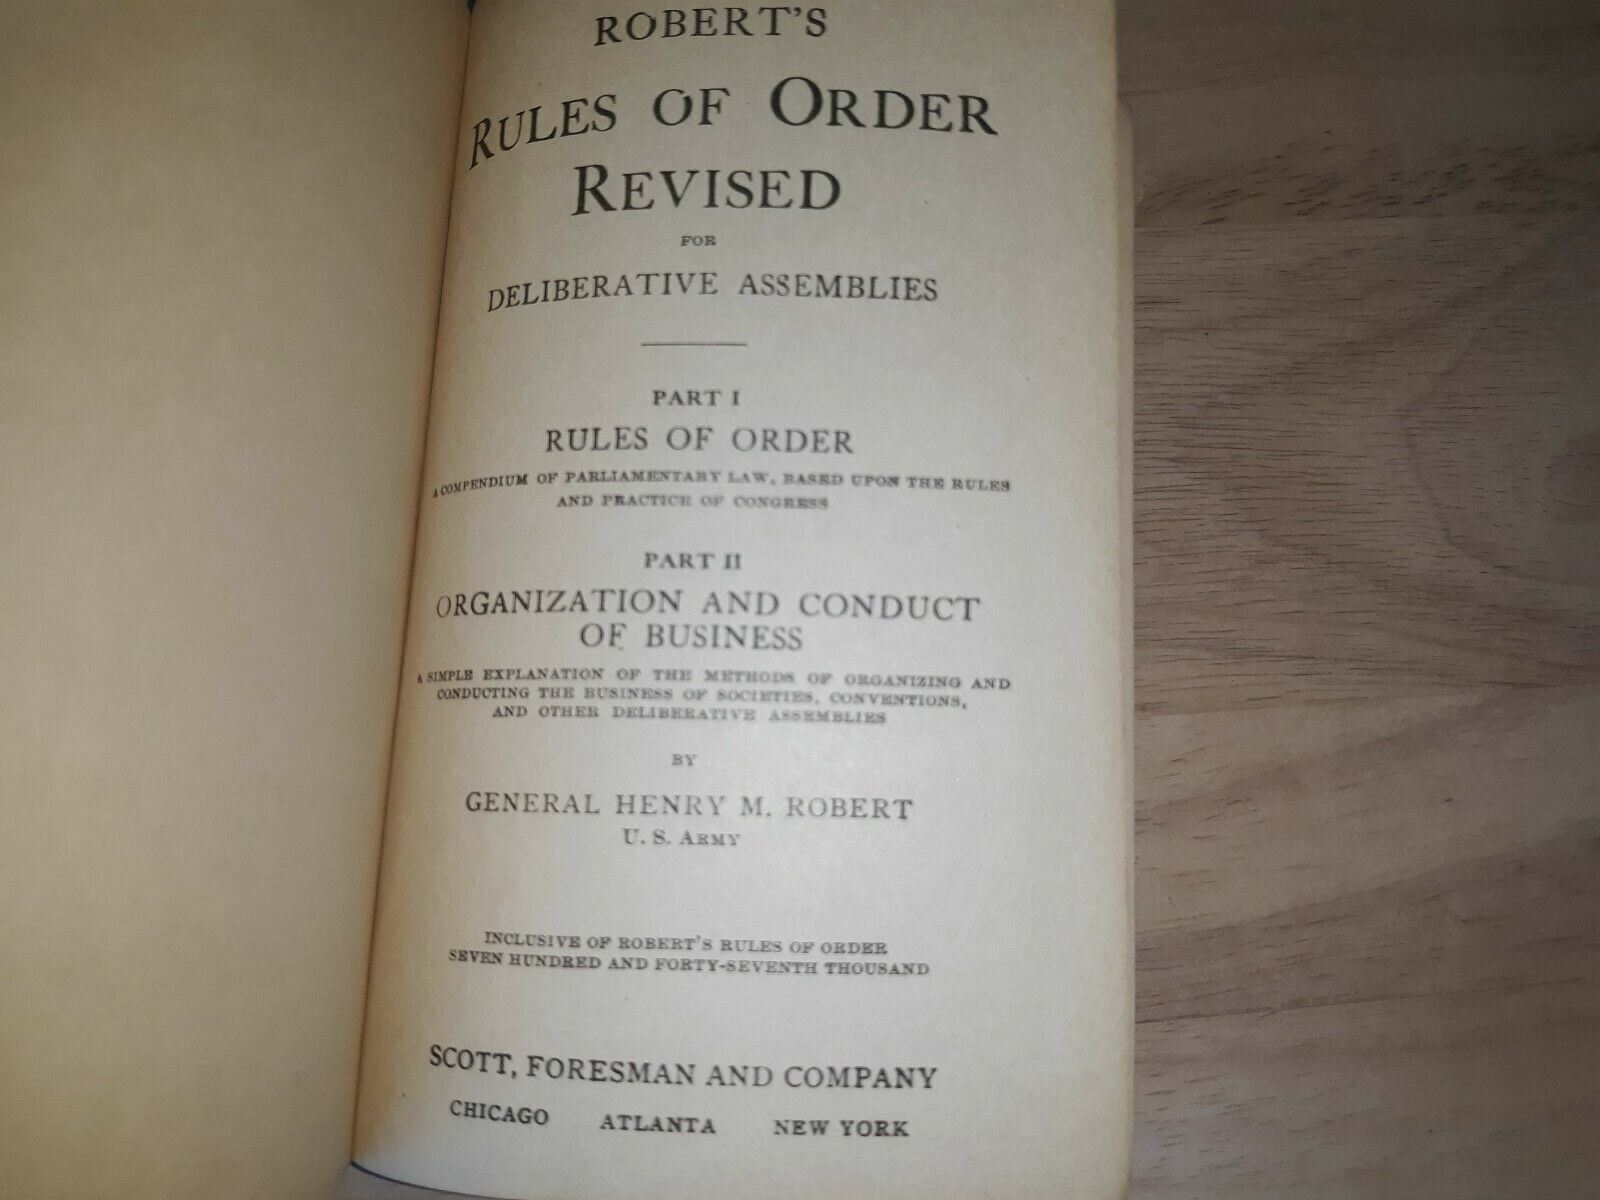 ROBERT'S
RULES OF ORDER
REVISED
FOR
DELIBERATIVE ASSEMBLIES
PART I
RULES OF ORDER
A COMPENDIUM OF PARLIAMENTARY LAW, BASED UPON THE RULES
AND PRACTICE OF CONGRESS
PART II
ORGANIZATION AND CONDUCT
OF BUSINESS
A SIMPLE EXPLANATION OF THE METHODS OF ORGANIZING AND
CONDUCTING THE BUSINESS OF SOCIETIES, CONVENTIONS,
AND OTHER DELIBERATIVE ASSEMBLIES
BY
GENERAL HENRY M. ROBERT
U. S. ARMY
INCLUSIVE OF ROBERT'S RULES OF ORDER
SEVEN HUNDRED AND FORTY-SEVENTH THOUSAND
SCOTT, FORESMAN AND COMPANY
CHICAGO ATLANTA NEW YORK